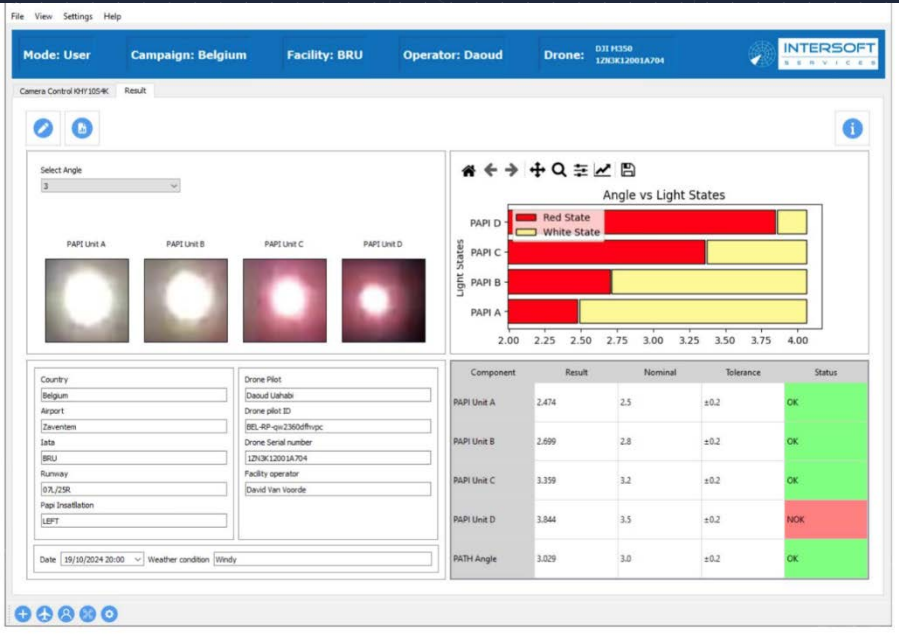 File View Settings Help
Mode: User Campaign: Belgium Facility: BRU Operator: Daoud Drone: DJI M350 1ZN3K12001A704 INTERSOFT SERVICES
Camera Control KHY10S4K Result
Select Angle
3
PAPI Unit A PAPI Unit B PAPI Unit C PAPI Unit D
Angle vs Light States
Red State
White State
Light States
PAPI D
PAPI C
PAPI B
PAPI A
2.00 2.25 2.50 2.75 3.00 3.25 3.50 3.75 4.00
Country
Belgium
Airport
Zaventem
Iata
BRU
Runway
07L/25R
Papi Insatllation
LEFT
Drone Pilot
Daoud Uahabi
Drone pilot ID
BEL-RP-qw2360dfhvpc
Drone Serial number
1ZN3K12001A704
Facility operator
David Van Voorde
Date 19/10/2024 20:00 Weather condition Windy
Component Result Nominal Tolerance Status
PAPI Unit A 2.474 2.5 ±0.2 OK
PAPI Unit B 2.699 2.8 ±0.2 OK
PAPI Unit C 3.359 3.2 ±0.2 OK
PAPI Unit D 3.844 3.5 ±0.2 NOK
PATH Angle 3.029 3.0 ±0.2 OK